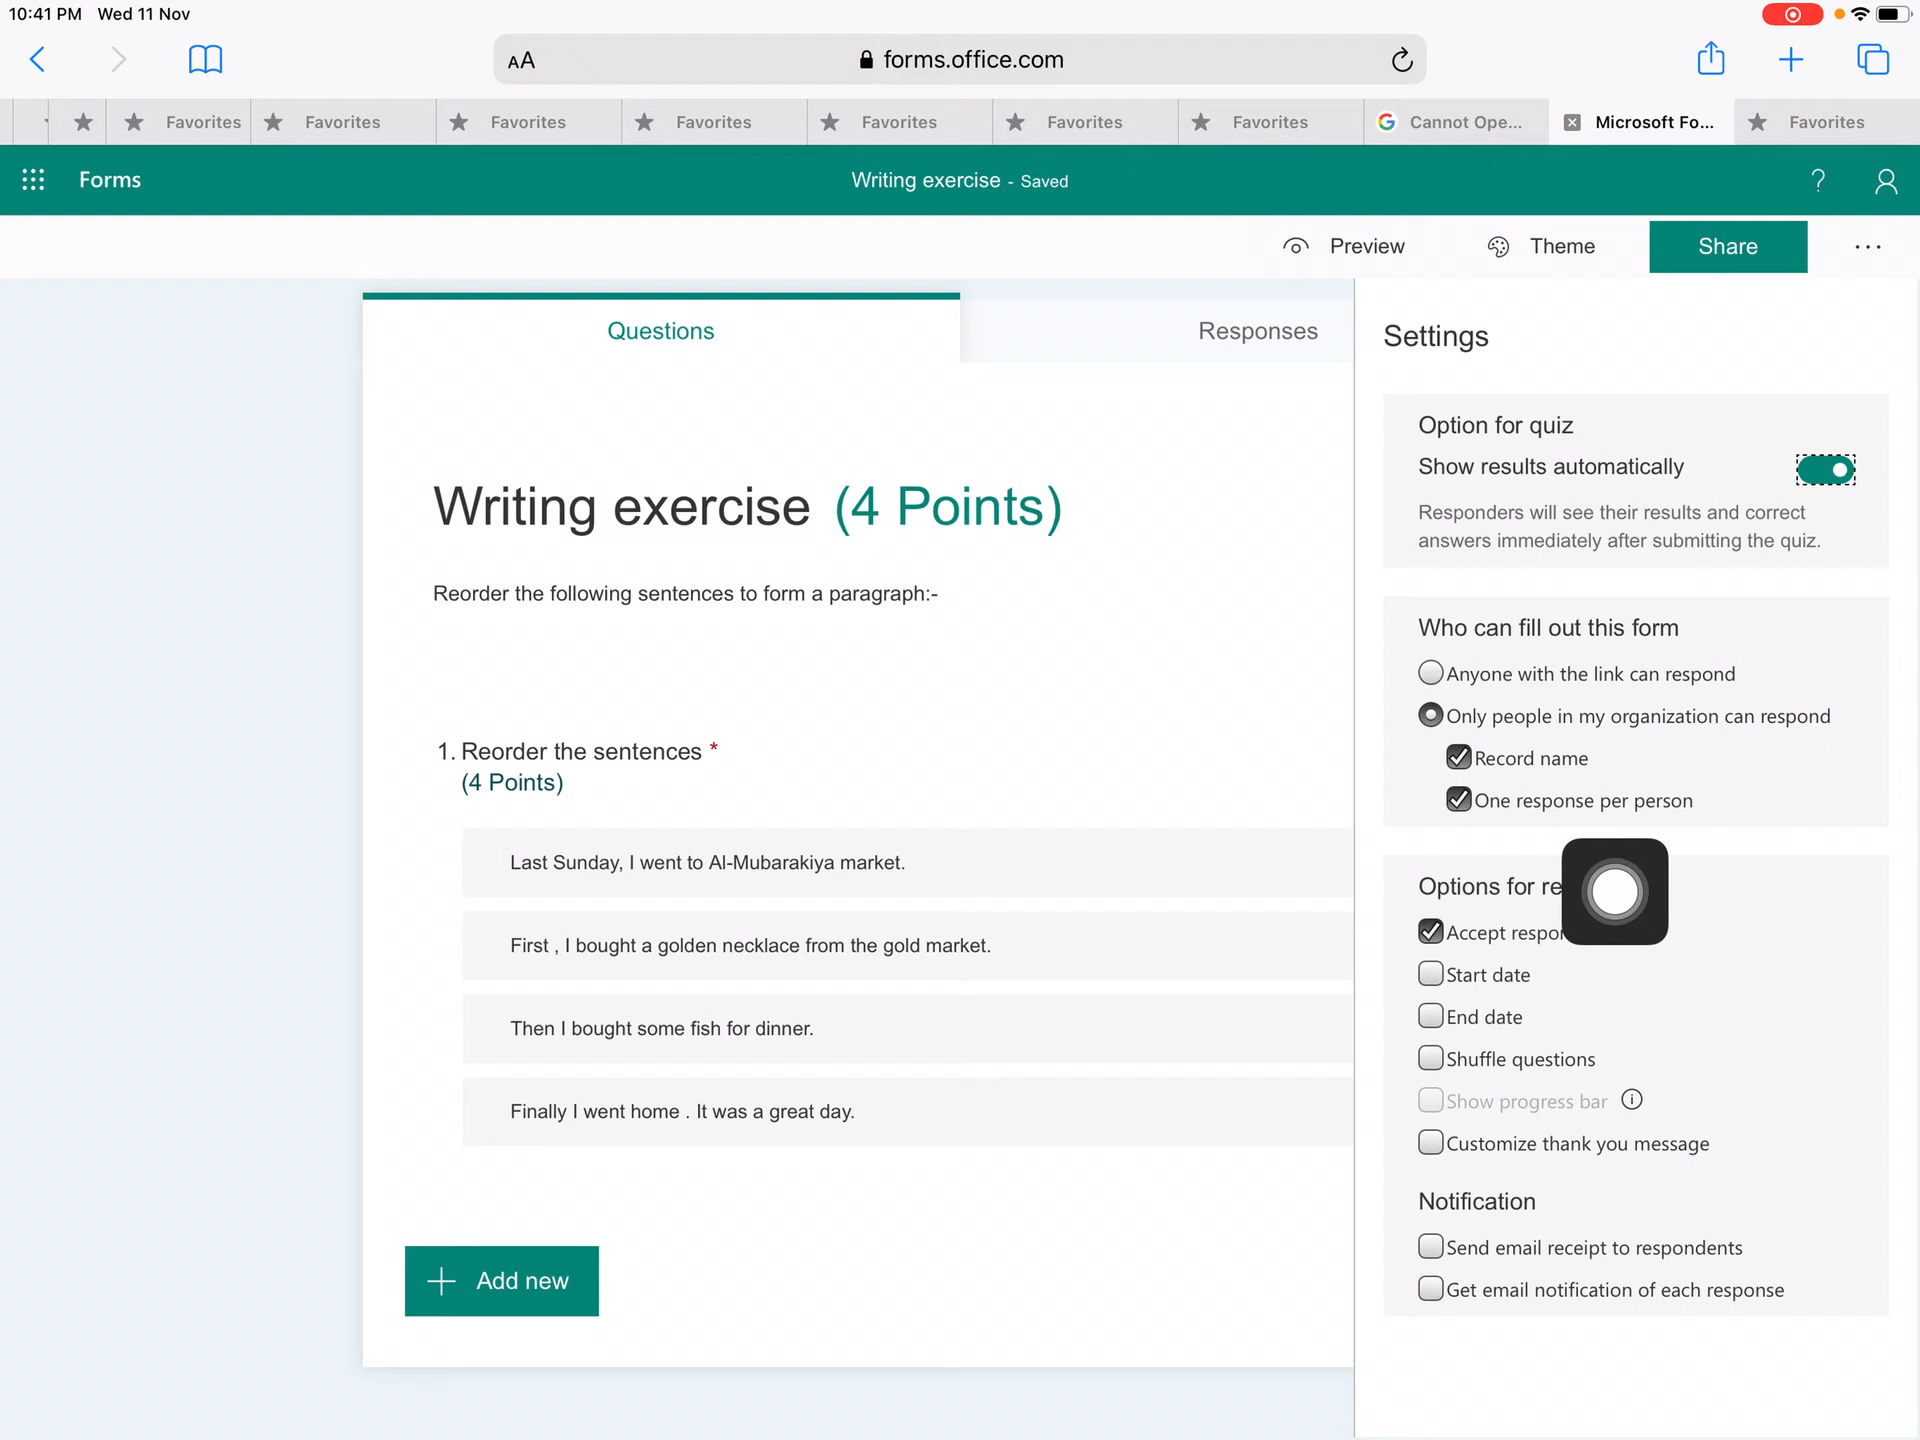 10:41 PM Wed 11 Nov
AA
forms.office.com
Favorites
Favorites
Favorites
Favorites
Favorites
Favorites
Favorites
Cannot Ope...
Microsoft Fo...
Favorites
Forms
Writing exercise - Saved
?
Preview
Theme
Share
...
Questions
Responses
Writing exercise (4 Points)
Reorder the following sentences to form a paragraph:-
1. Reorder the sentences *
(4 Points)
Last Sunday, I went to Al-Mubarakiya market.
First , I bought a golden necklace from the gold market.
Then I bought some fish for dinner.
Finally I went home . It was a great day.
Add new
Settings
Option for quiz
Show results automatically
Responders will see their results and correct
answers immediately after submitting the quiz.
Who can fill out this form
Anyone with the link can respond
Only people in my organization can respond
Record name
One response per person
Options for
Accept
Start date
End date
Shuffle questions
Show progress bar
Customize thank you message
Notification
Send email receipt to respondents
Get email notification of each response